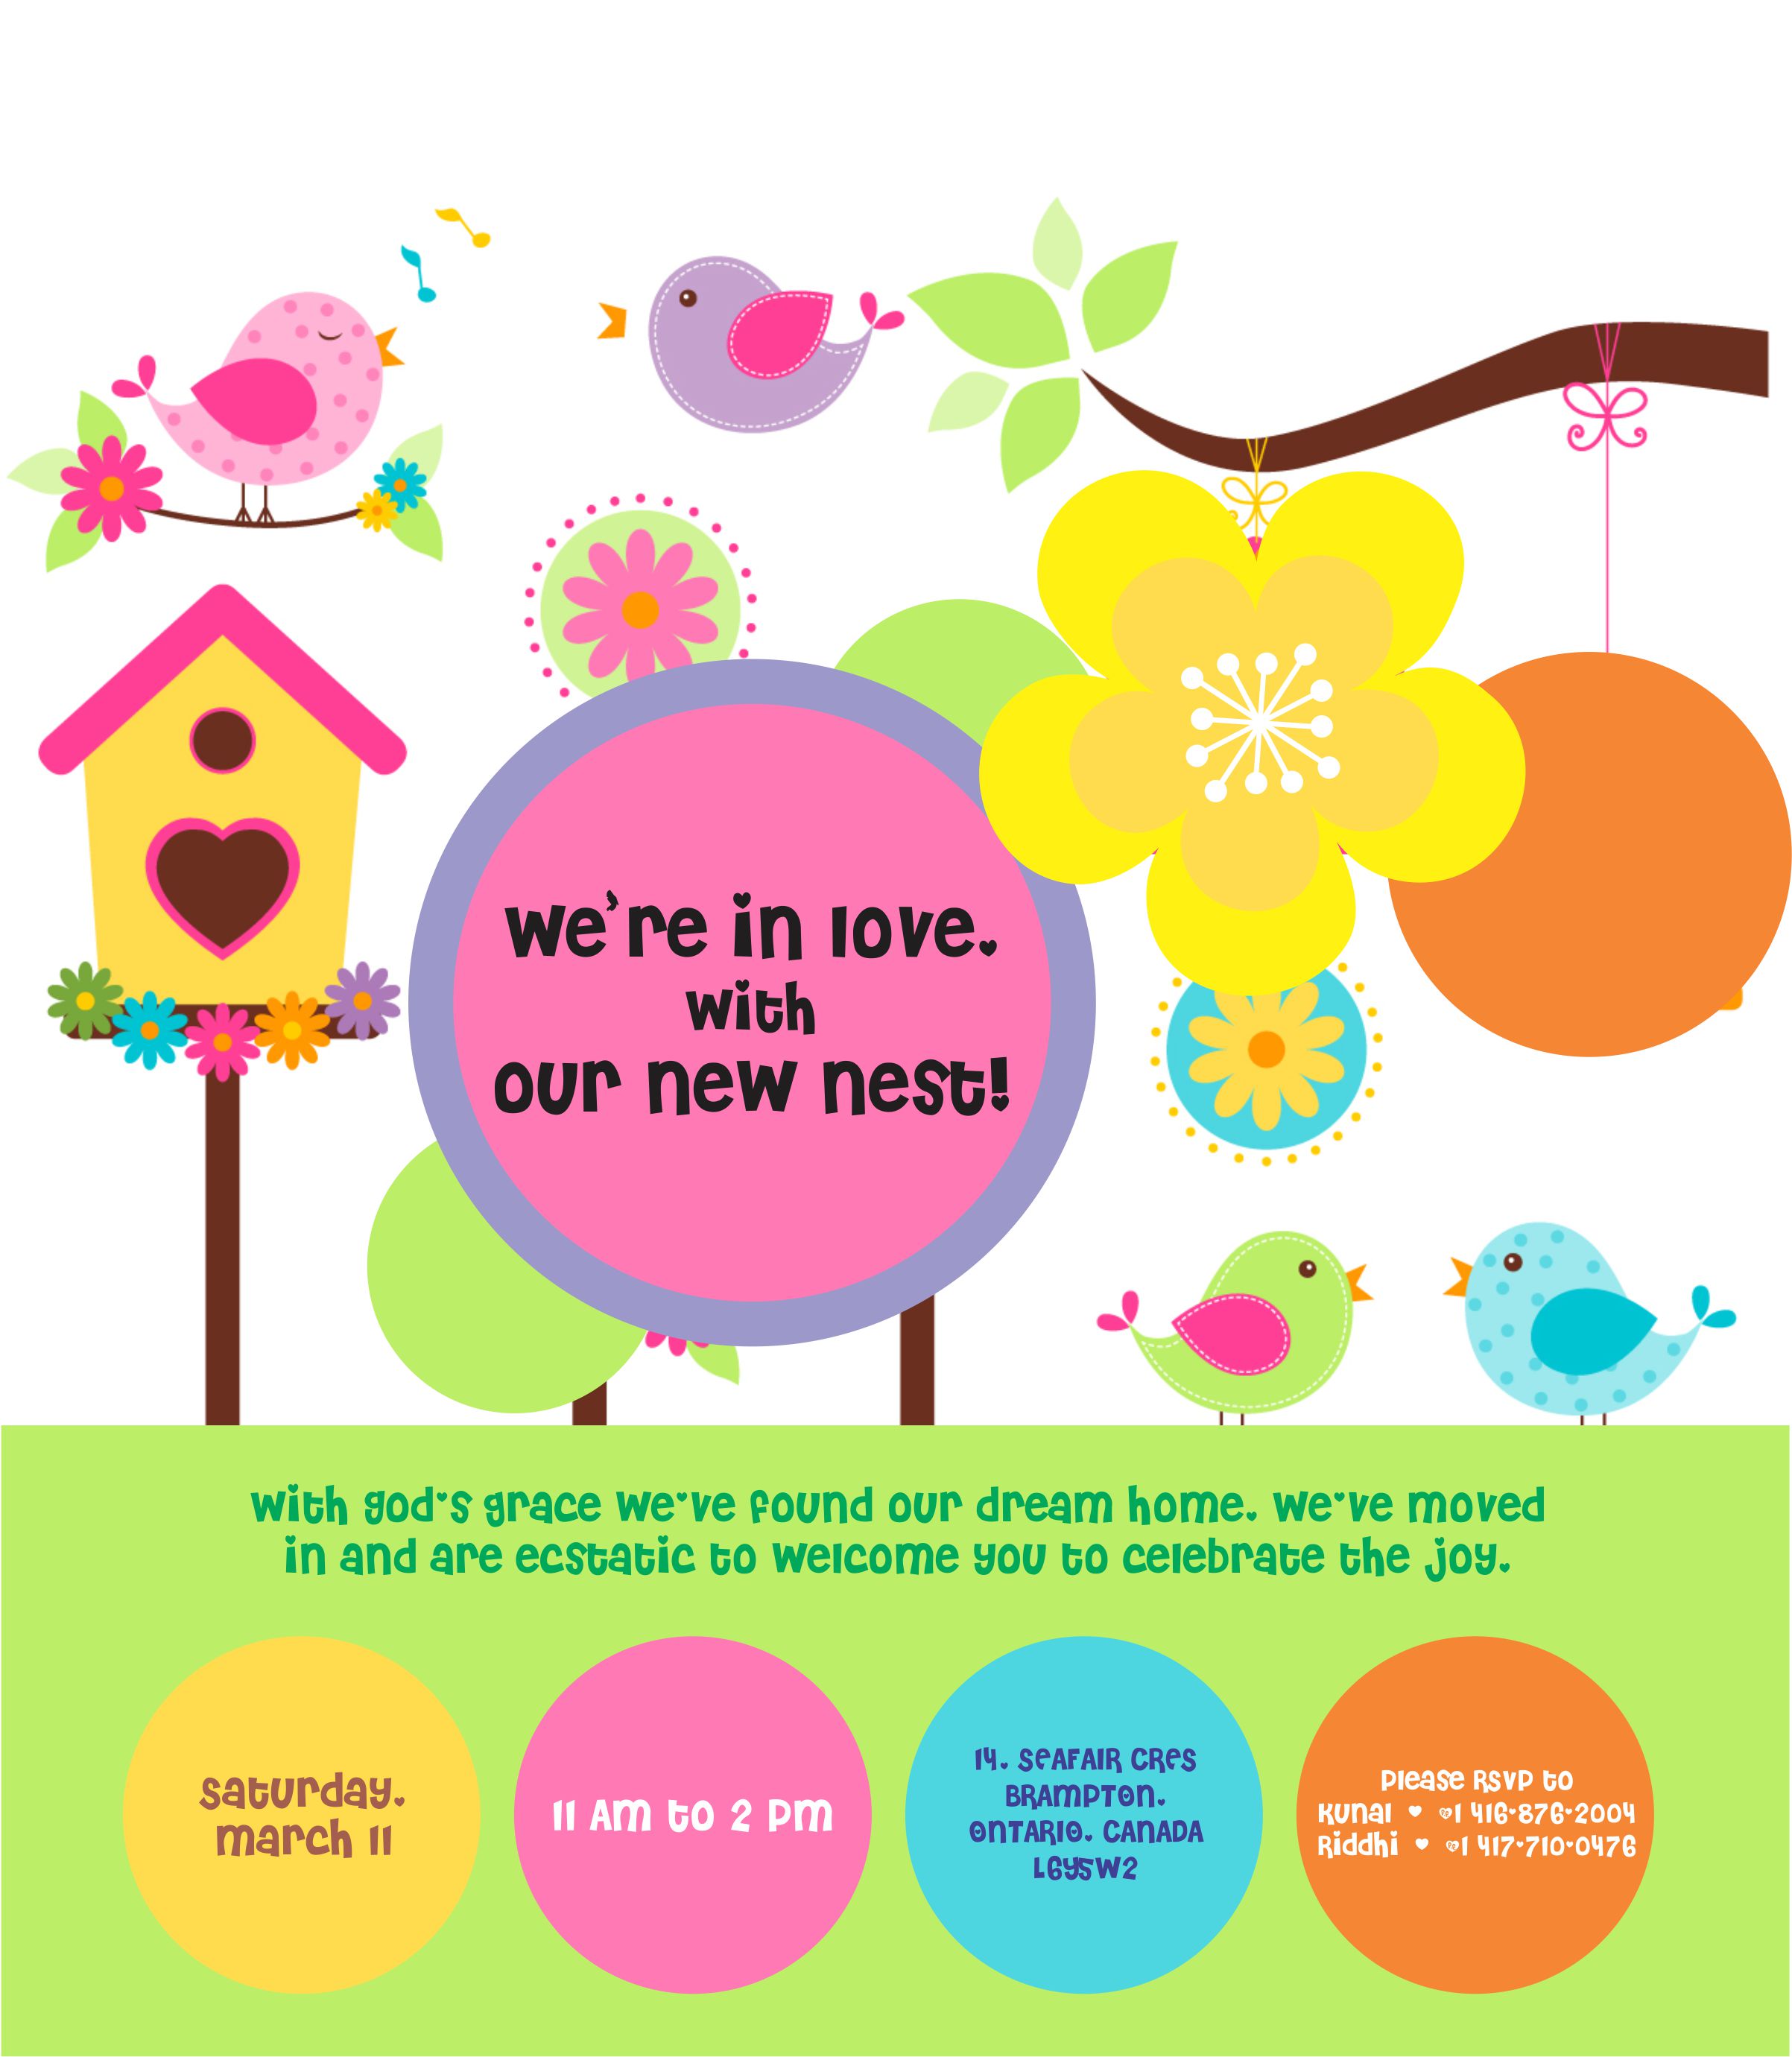 we're in love.
with
our new nest!
with god's grace we've found our dream home. we've moved
in and are ecstatic to welcome you to celebrate the joy.
saturday,
march 11
11 Am to 2 pm
14, SEAFAIR CRES
BRAMPTON,
ONTARIO, CANADA
L6Y5W2
please RSVP to
Kunal • +1 416-876-2004
Riddhi • +1 417-710-0476